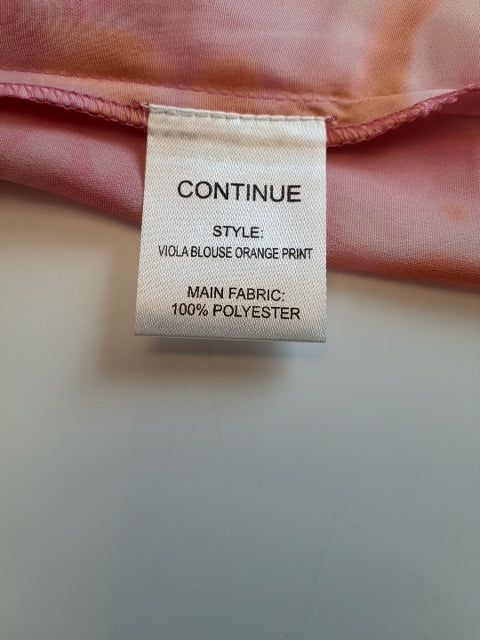 CONTINUE
STYLE:
VIOLA BLOUSE ORANGE PRINT
MAIN FABRIC:
100% POLYESTER